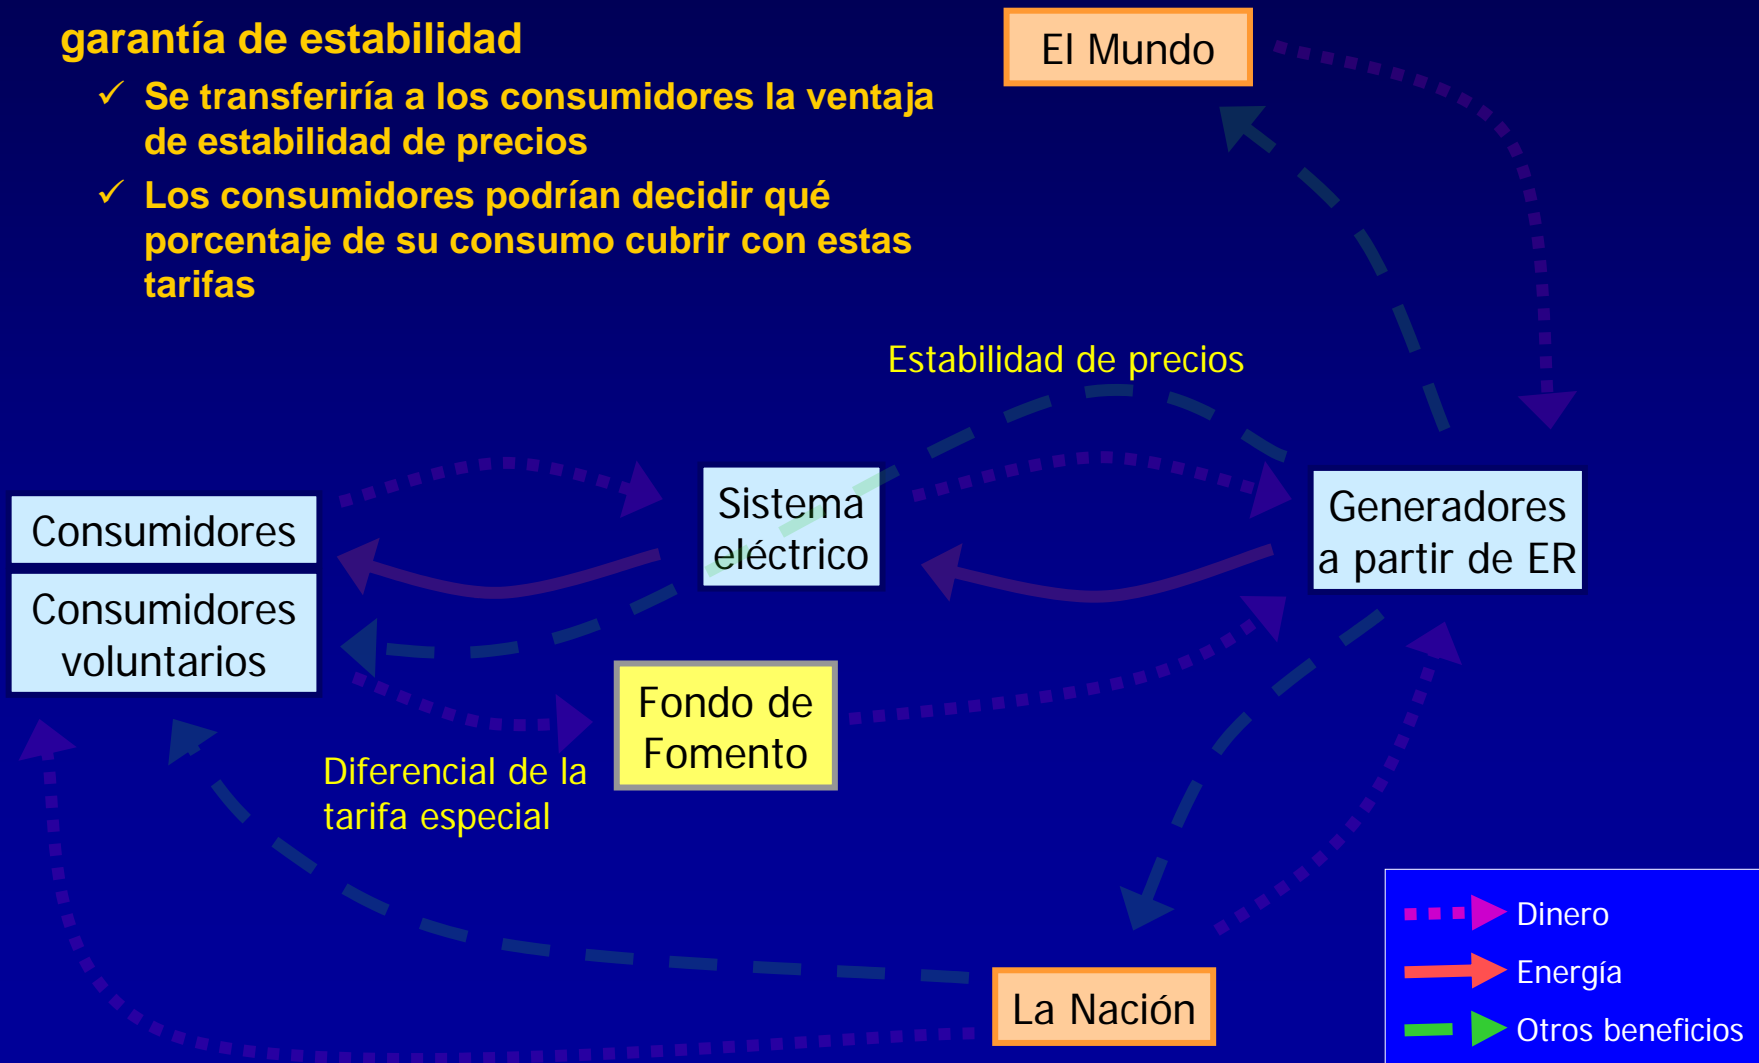 garantía de estabilidad
✓ Se transferiría a los consumidores la ventaja
de estabilidad de precios
✓ Los consumidores podrían decidir qué
porcentaje de su consumo cubrir con estas
tarifas
El Mundo
Estabilidad de precios
Consumidores
Consumidores
voluntarios
Sistema
eléctrico
Generadores
a partir de ER
Fondo de
Fomento
Diferencial de la
tarifa especial
La Nación
Dinero
Energía
Otros beneficios